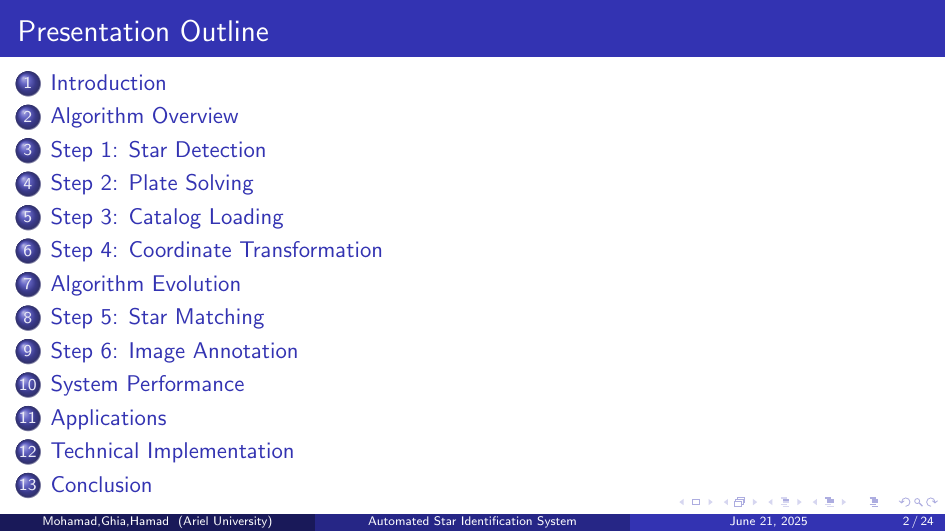 Presentation Outline
1 Introduction
2 Algorithm Overview
3 Step 1: Star Detection
4 Step 2: Plate Solving
5 Step 3: Catalog Loading
6 Step 4: Coordinate Transformation
7 Algorithm Evolution
8 Step 5: Star Matching
9 Step 6: Image Annotation
10 System Performance
11 Applications
12 Technical Implementation
13 Conclusion
Mohamad,Ghia,Hamad (Ariel University) Automated Star Identification System June 21, 2025 2 / 24